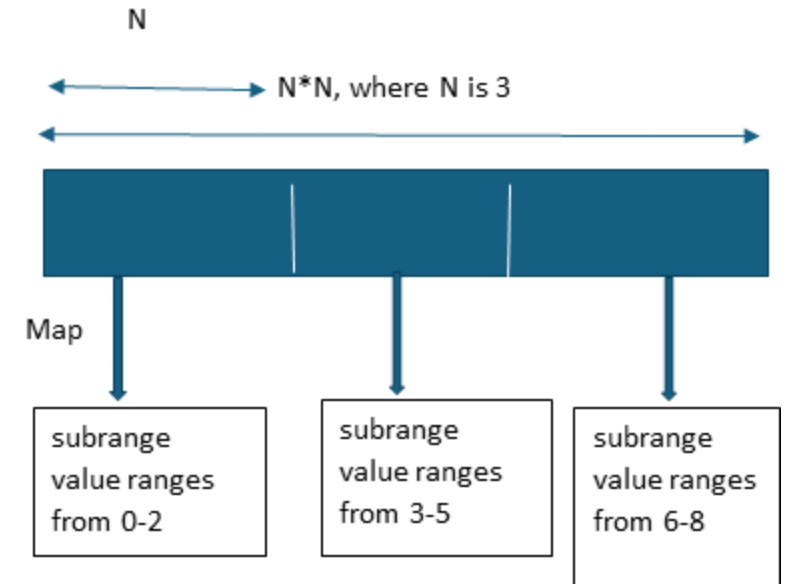 N
N*N, where N is 3
Map
subrange
value ranges
from 0-2
subrange
value ranges
from 3-5
subrange
value ranges
from 6-8